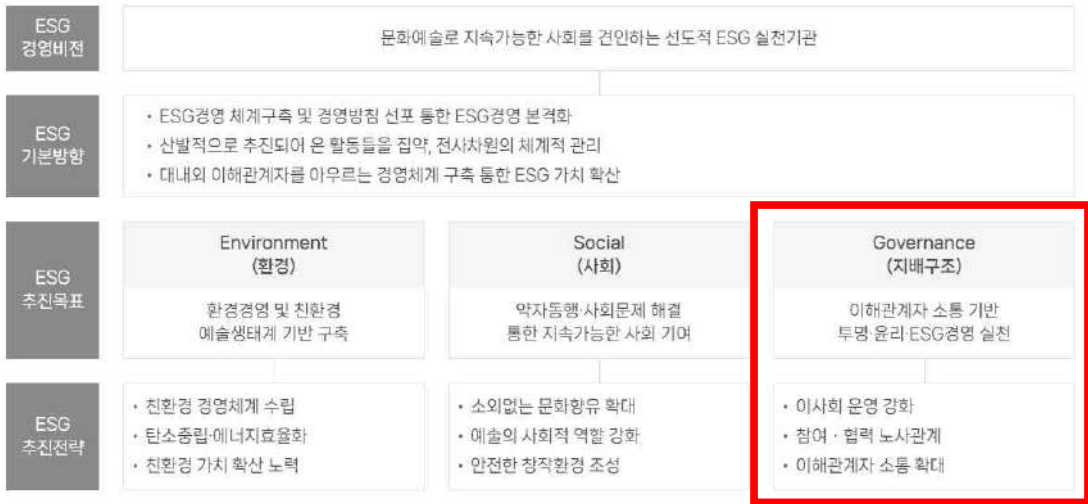 ESG
경영비전
문화예술로 지속가능한 사회를 견인하는 선도적 ESG 실천기관
ESG
기본방향
• ESG경영 체계구축 및 경영방침 선포 통한 ESG경영 본격화
• 산발적으로 추진되어 온 활동들을 집약, 전사차원의 체계적 관리
• 대내외 이해관계자를 아우르는 경영체계 구축 통한 ESG 가치 확산
ESG
추진목표
Environment
(환경)
환경경영 및 친환경
예술생태계 기반 구축
Social
(사회)
약자동행·사회문제 해결
통한 지속가능한 사회 기여
Governance
(지배구조)
이해관계자 소통 기반
투명·윤리·ESG경영 실천
ESG
추진전략
• 친환경 경영체계 수립
• 탄소중립·에너지효율화
• 친환경 가치 확산 노력
• 소외없는 문화향유 확대
• 예술의 사회적 역할 강화
• 안전한 창작환경 조성
• 이사회 운영 강화
• 참여 · 협력 노사관계
• 이해관계자 소통 확대